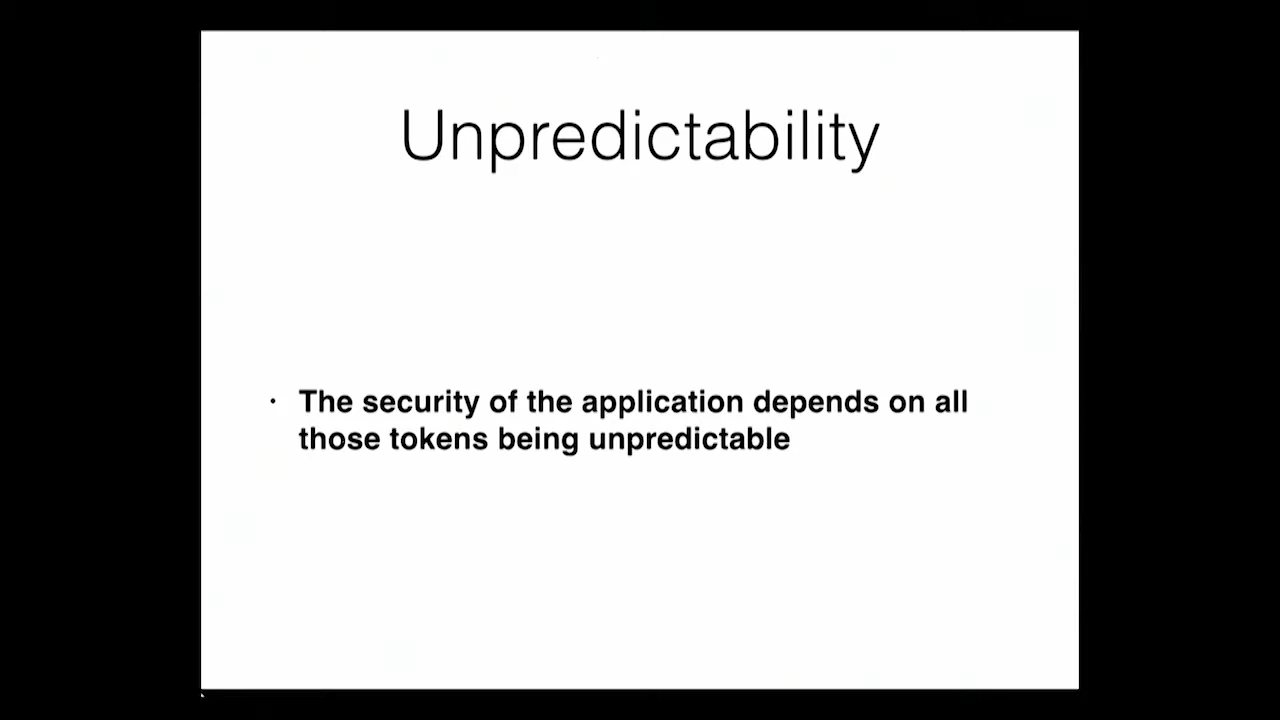 Unpredictability
· The security of the application depends on all
those tokens being unpredictable